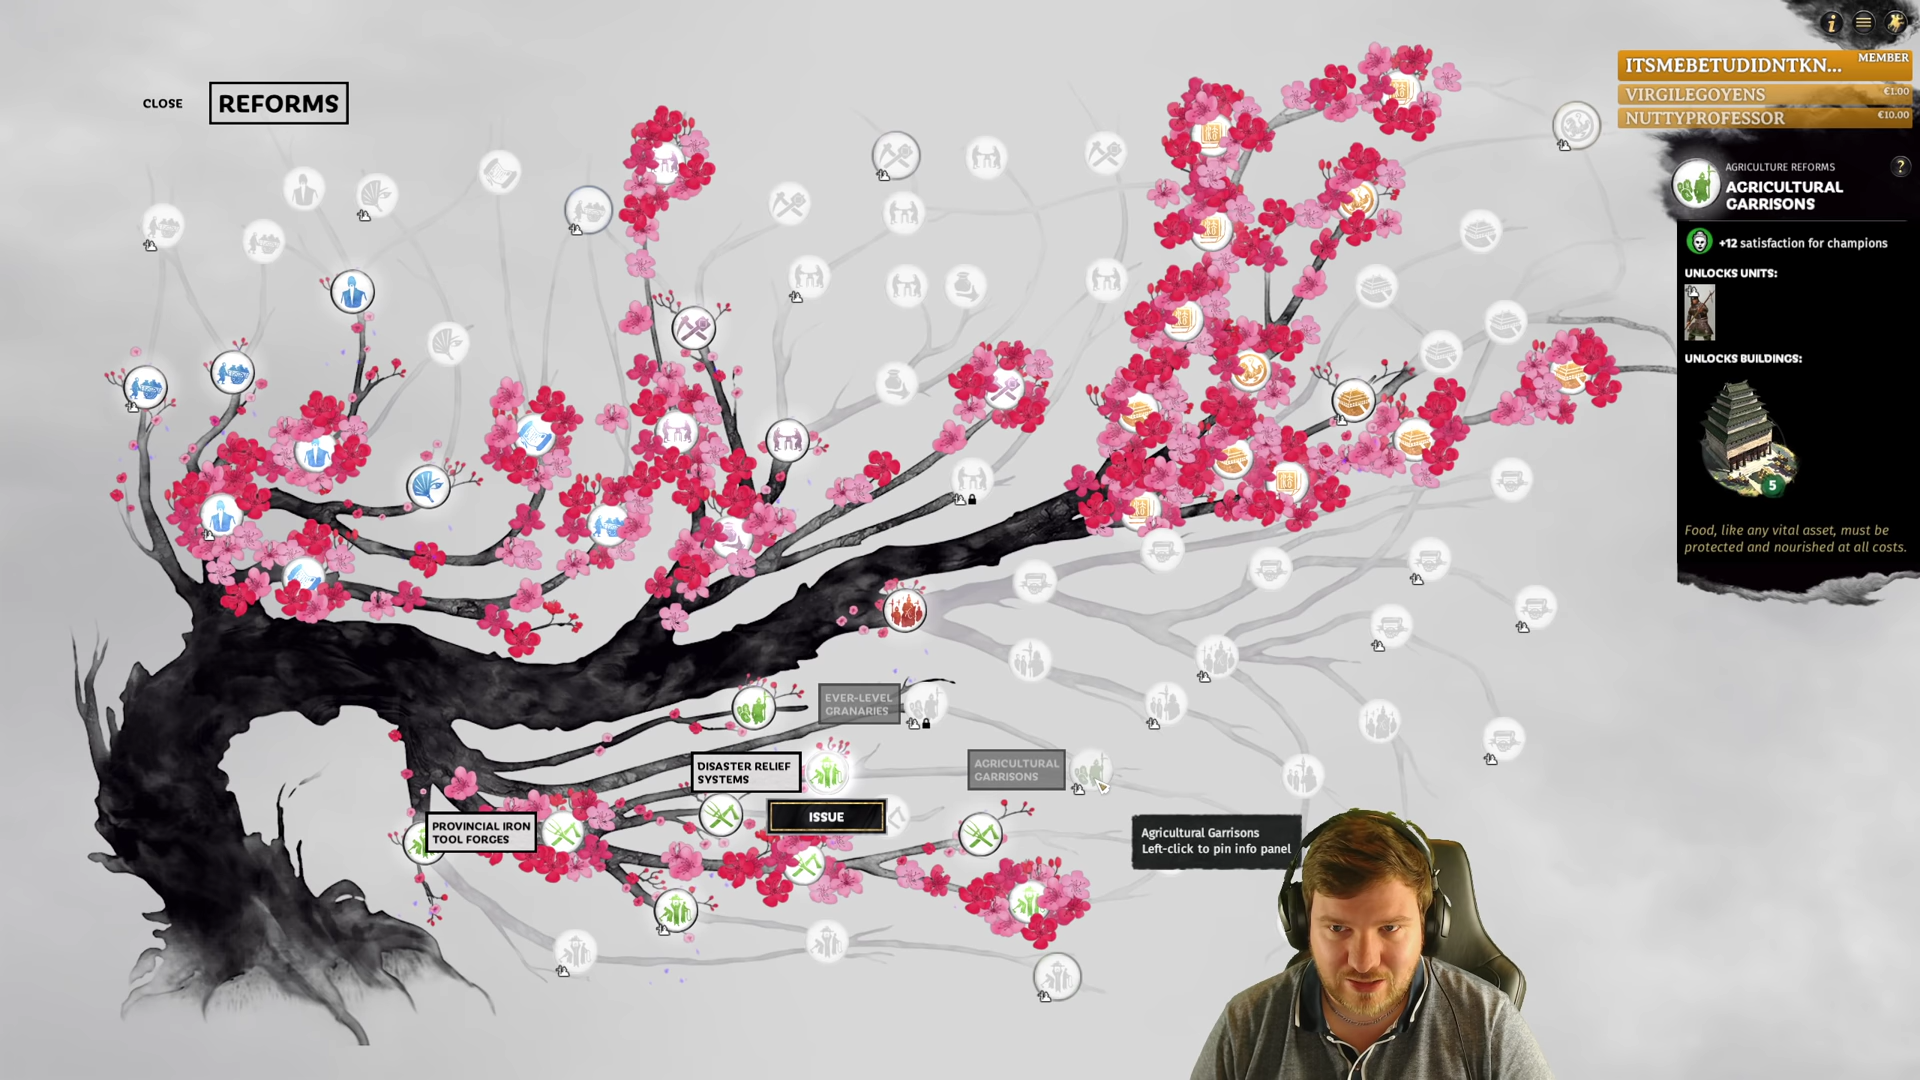 CLOSE
REFORMS
ITSMEBETUDIDNTKN...
MEMBER
VIRGILEGOYENS
€1.00
NUTTYPROFESSOR
€10.00
AGRICULTURE REFORMS
?
AGRICULTURAL
GARRISONS
+12 satisfaction for champions
UNLOCKS UNITS:
UNLOCKS BUILDINGS:
5
Food, like any vital asset, must be
protected and nourished at all costs.
EVER-LEVEL
GRANARIES
DISASTER RELIEF
SYSTEMS
AGRICULTURAL
GARRISONS
ISSUE
PROVINCIAL IRON
TOOL FORGES
Agricultural Garrisons
Left-click to pin info panel